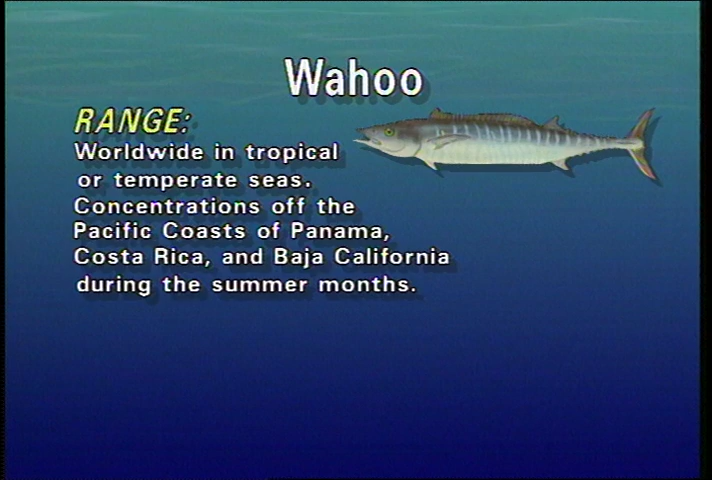 Wahoo
RANGE:
Worldwide in tropical
or temperate seas.
Concentrations off the
Pacific Coasts of Panama,
Costa Rica, and Baja California
during the summer months.